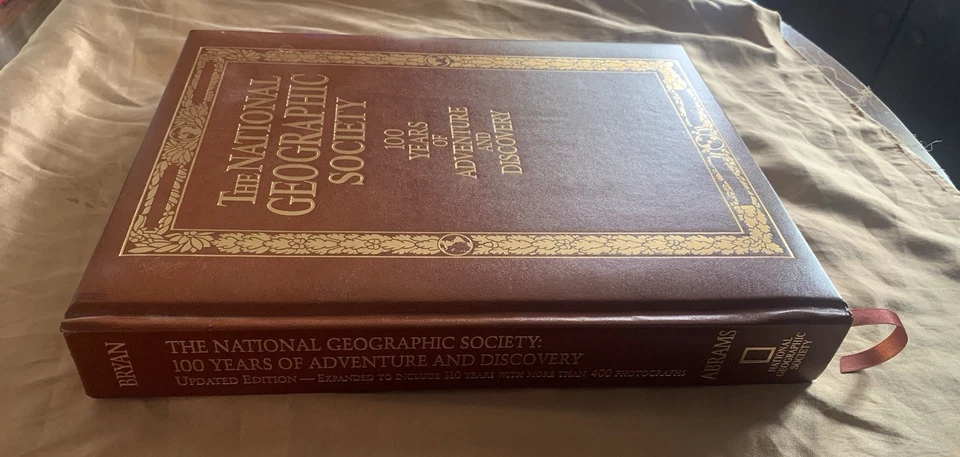 THE NATIONAL
GEOGRAPHIC
SOCIETY
100
YEARS
OF
ADVENTURE
AND
DISCOVERY
BRYAN
THE NATIONAL GEOGRAPHIC SOCIETY:
100 YEARS OF ADVENTURE AND DISCOVERY
UPDATED EDITION — EXPANDED TO INCLUDE 110 YEARS WITH MORE THAN 400 PHOTOGRAPHS
ABRAMS
NATIONAL
GEOGRAPHIC
SOCIETY